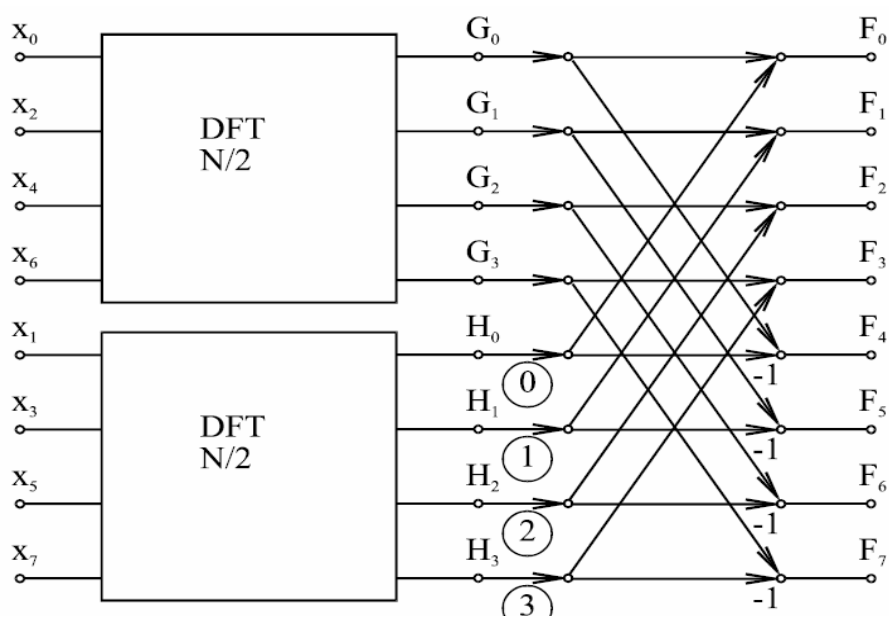 x₀ G₀ F₀
x₂ G₁ F₁
DFT
N/2
x₄ G₂ F₂
x₆ G₃ F₃
x₁ H₀ F₄
0 -1
x₃ H₁ F₅
DFT
N/2
1 -1
x₅ H₂ F₆
2 -1
x₇ H₃ F₇
3 -1